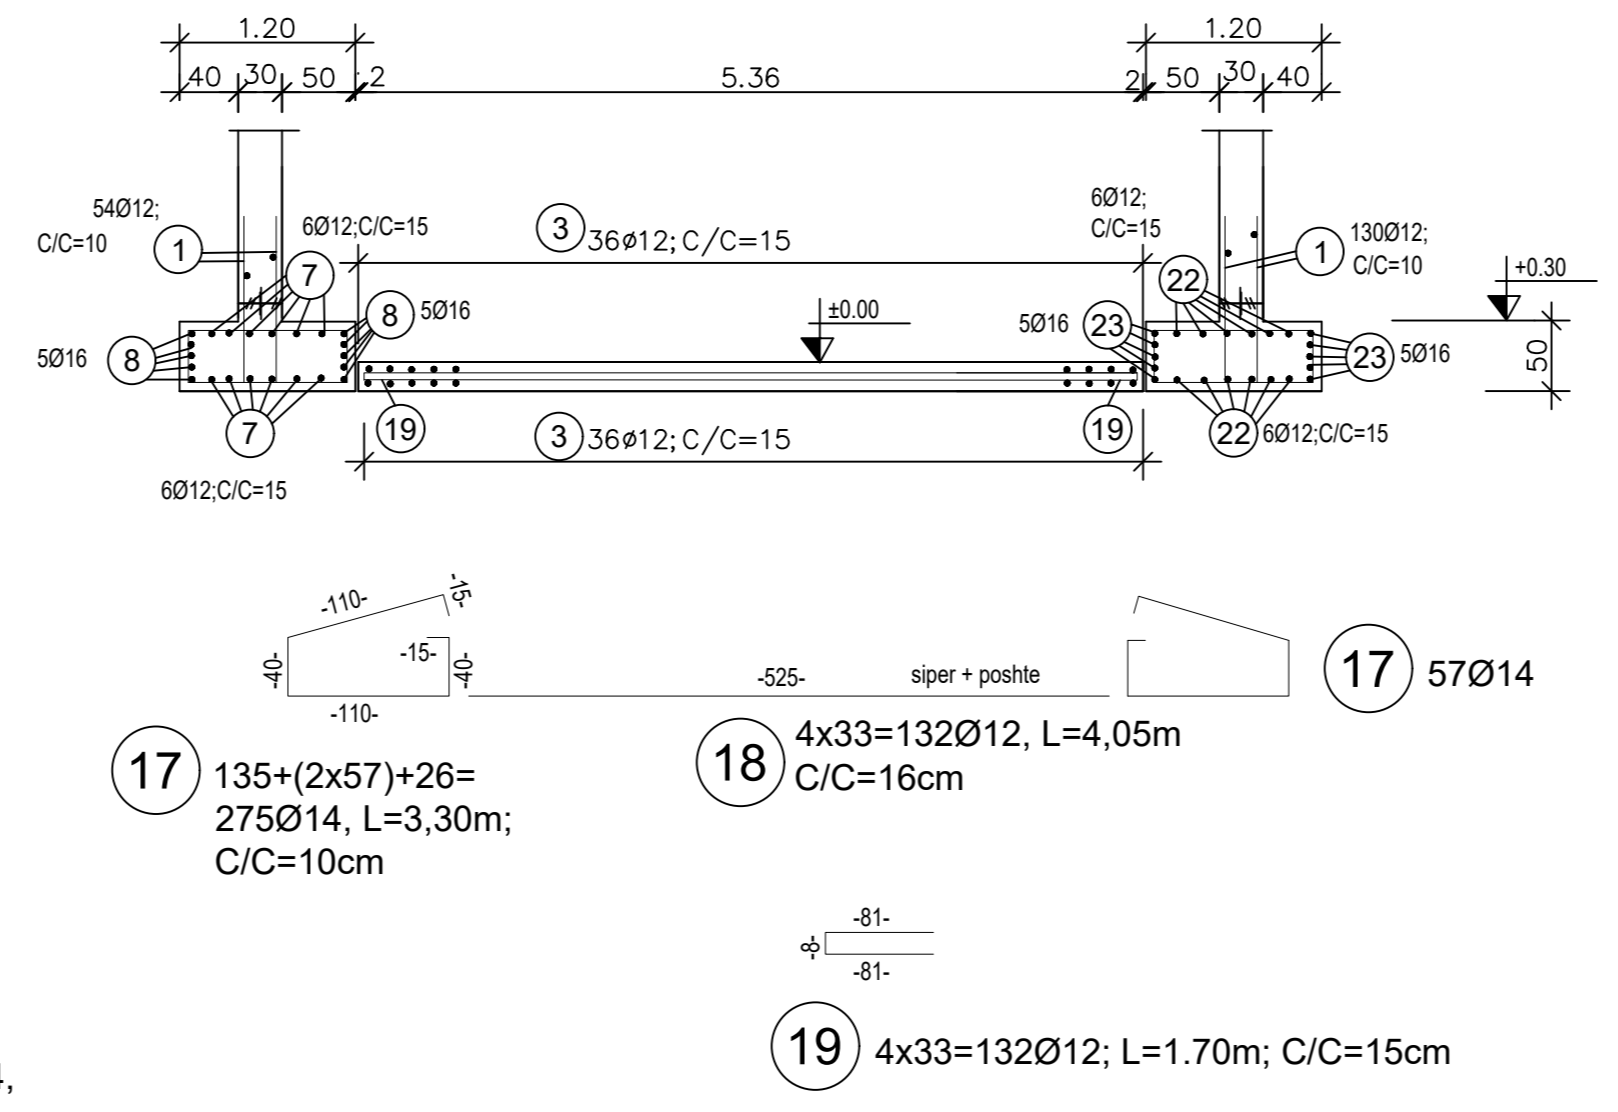 1.20
1.20
40
30
50
2
5.36
2
50
30
40
54Ø12;
C/C=10
1
6Ø12;C/C=15
7
3
36ø12; C/C=15
6Ø12;
C/C=15
22
1
130Ø12;
C/C=10
+0.30
±0.00
8
5Ø16
5Ø16
23
5Ø16
8
23
5Ø16
50
7
19
3
36ø12; C/C=15
19
22
6Ø12;C/C=15
6Ø12;C/C=15
-110-
-15-
-40-
-15-
-40-
-110-
-525-
siper + poshte
17
57Ø14
17
135+(2x57)+26=
275Ø14, L=3,30m;
C/C=10cm
18
4x33=132Ø12, L=4,05m
C/C=16cm
-81-
-8-
-81-
19
4x33=132Ø12; L=1.70m; C/C=15cm